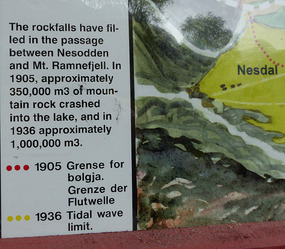 The rockfalls have fil-
led in the passage
between Nesodden
and Mt. Ramnefjell. In
1905, approximately
350,000 m3 of moun-
tain rock crashed
into the lake, and in
1936 approximately
1,000,000 m3.
1905 Grense for
bølgja.
Grenze der
Flutwelle
1936 Tidal wave
limit.
Nesdal